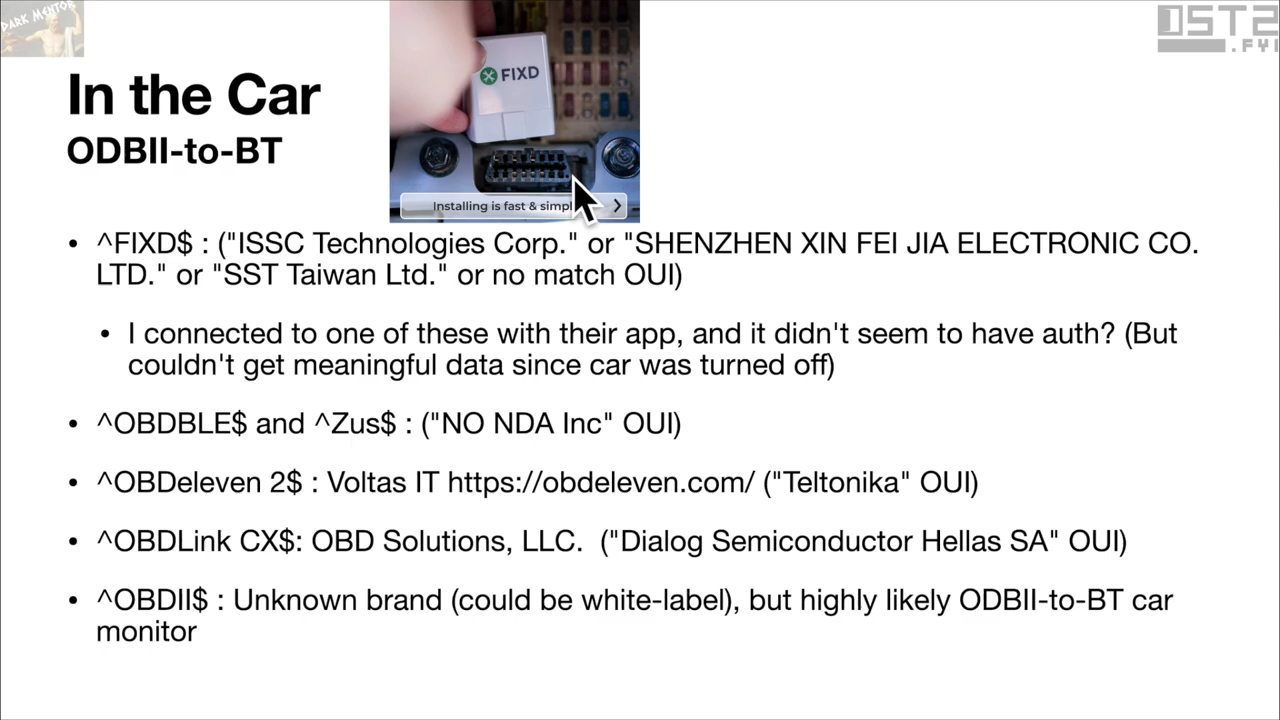 DARK MENTOR
OST2
.FYI
FIXD
In the Car
ODBII-to-BT
Installing is fast & simpl
• ^FIXD$ : ("ISSC Technologies Corp." or "SHENZHEN XIN FEI JIA ELECTRONIC CO.
LTD." or "SST Taiwan Ltd." or no match OUI)
• I connected to one of these with their app, and it didn't seem to have auth? (But
couldn't get meaningful data since car was turned off)
• ^OBDBLE$ and ^Zus$ : ("NO NDA Inc" OUI)
• ^OBDeleven 2$ : Voltas IT https://obdeleven.com/ ("Teltonika" OUI)
• ^OBDLink CX$: OBD Solutions, LLC. ("Dialog Semiconductor Hellas SA" OUI)
• ^OBDII$ : Unknown brand (could be white-label), but highly likely ODBII-to-BT car
monitor